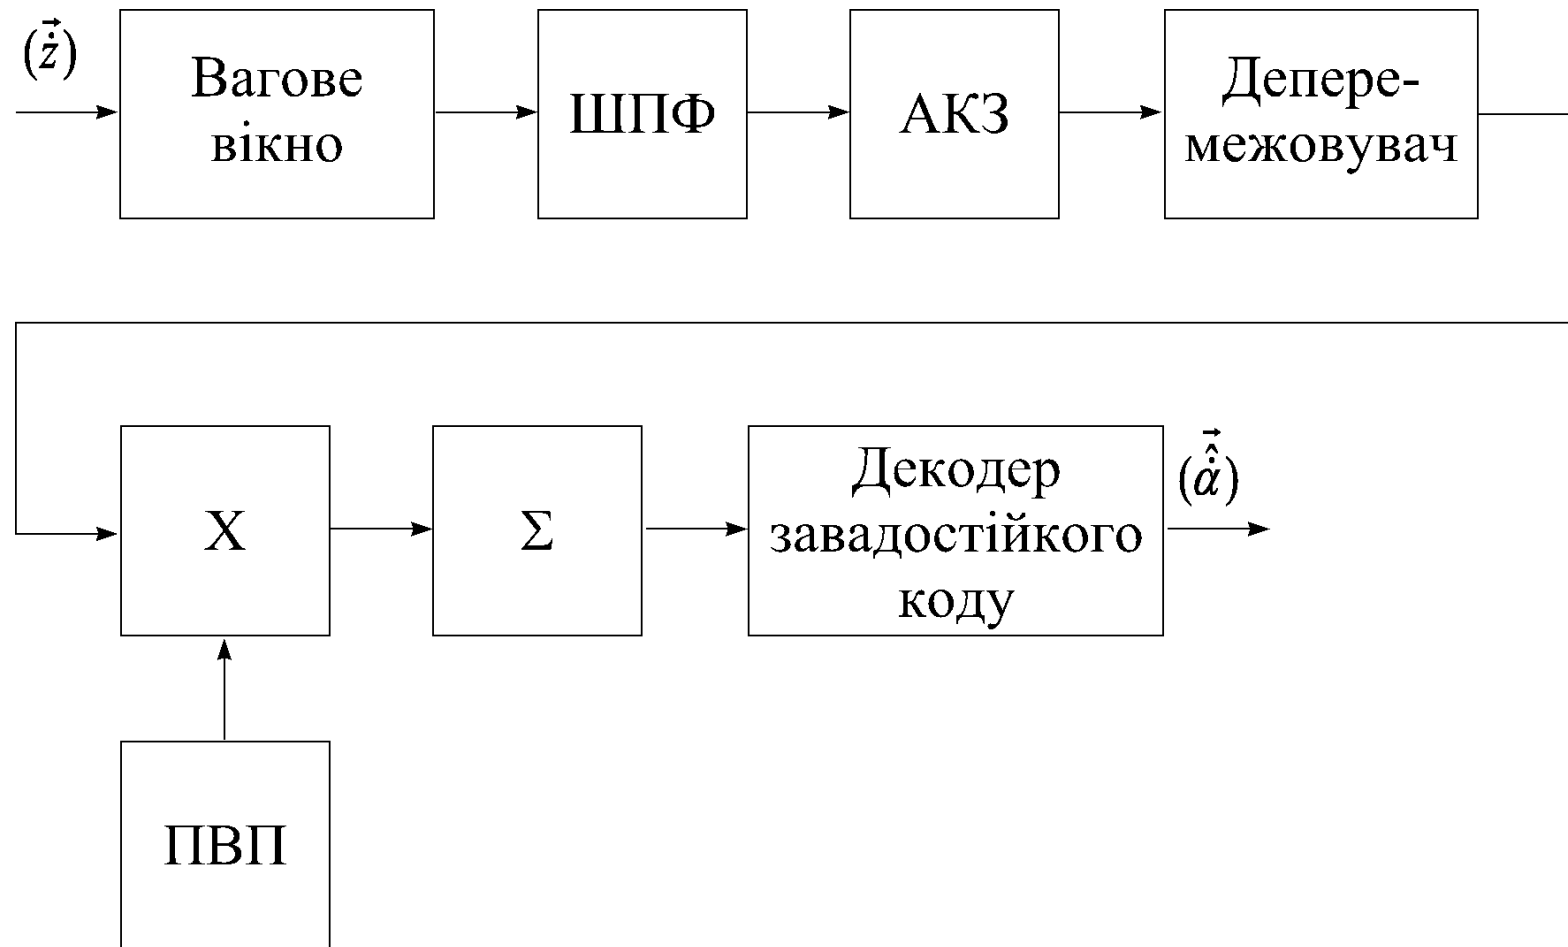 (z)
Вагове
вікно
ШПФ
АКЗ
Депере-
межовувач
X
Σ
Декодер
завадостійкого
коду
(α̂)
ПВП